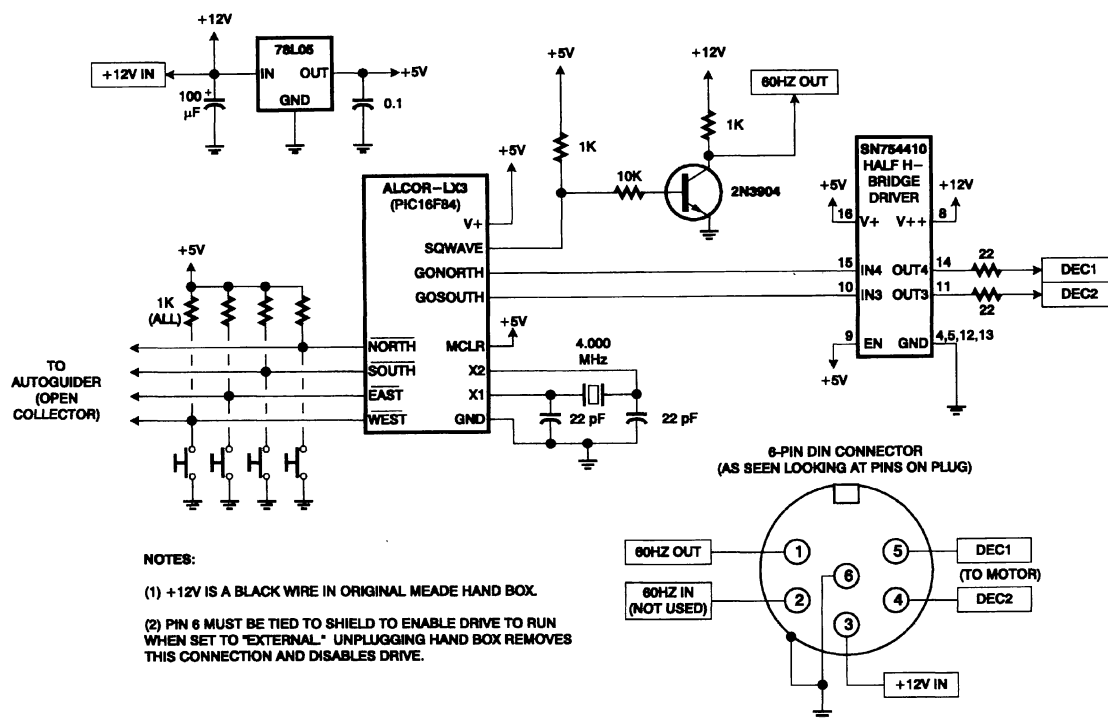 +12V
+12V IN
100 +
μF
78L05
IN OUT
GND
+5V
0.1
+5V
1K
10K
+12V
1K
60HZ OUT
2N3904
ALCOR-LX3
(PIC16F84)
+5V
V+
SQWAVE
GONORTH
GOSOUTH
NORTH
SOUTH
EAST
WEST
MCLR
X2
X1
GND
+5V
4.000
MHz
22 pF
22 pF
+5V
1K
(ALL)
TO
AUTOGUIDER
(OPEN
COLLECTOR)
SN754410
HALF H-
BRIDGE
DRIVER
+5V
16
V+ V++
8
+12V
15
IN4 OUT4
14
22
DEC1
10
IN3 OUT3
11
22
DEC2
9
EN GND
4,5,12,13
+5V
6-PIN DIN CONNECTOR
(AS SEEN LOOKING AT PINS ON PLUG)
60HZ OUT
1
5
DEC1
(TO MOTOR)
6
60HZ IN
(NOT USED)
2
4
DEC2
3
+12V IN
NOTES:
(1) +12V IS A BLACK WIRE IN ORIGINAL MEADE HAND BOX.
(2) PIN 6 MUST BE TIED TO SHIELD TO ENABLE DRIVE TO RUN
WHEN SET TO "EXTERNAL." UNPLUGGING HAND BOX REMOVES
THIS CONNECTION AND DISABLES DRIVE.